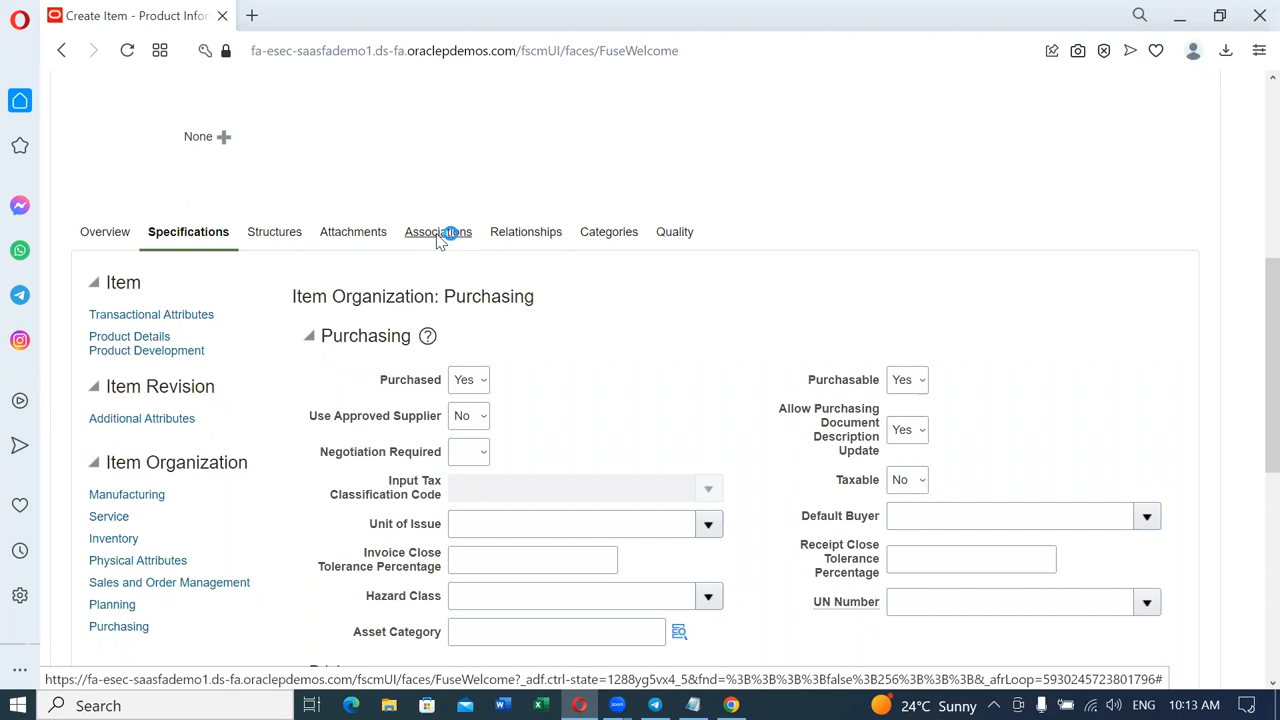 Create Item - Product Infor
fa-esec-saasfademo1.ds-fa.oraclepdemos.com/fscmUI/faces/FuseWelcome
None
Overview Specifications Structures Attachments Associations Relationships Categories Quality
Item
Transactional Attributes
Product Details
Product Development
Item Revision
Additional Attributes
Item Organization
Manufacturing
Service
Inventory
Physical Attributes
Sales and Order Management
Planning
Purchasing
Item Organization: Purchasing
Purchasing ?
Purchased Yes
Use Approved Supplier No
Negotiation Required
Input Tax
Classification Code
Unit of Issue
Invoice Close
Tolerance Percentage
Hazard Class
Asset Category
Purchasable Yes
Allow Purchasing
Document
Description
Update
Yes
Taxable No
Default Buyer
Receipt Close
Tolerance
Percentage
UN Number
https://fa-esec-saasfademo1.ds-fa.oraclepdemos.com/fscmUI/faces/FuseWelcome?_adf.ctrl-state=1288yg5vx4_5&fnd=%3B%3B%3B%3Bfalse%3B256%3B%3B%3B&_afrLoop=5930245723801796#
Search
24°C Sunny
ENG
10:13 AM